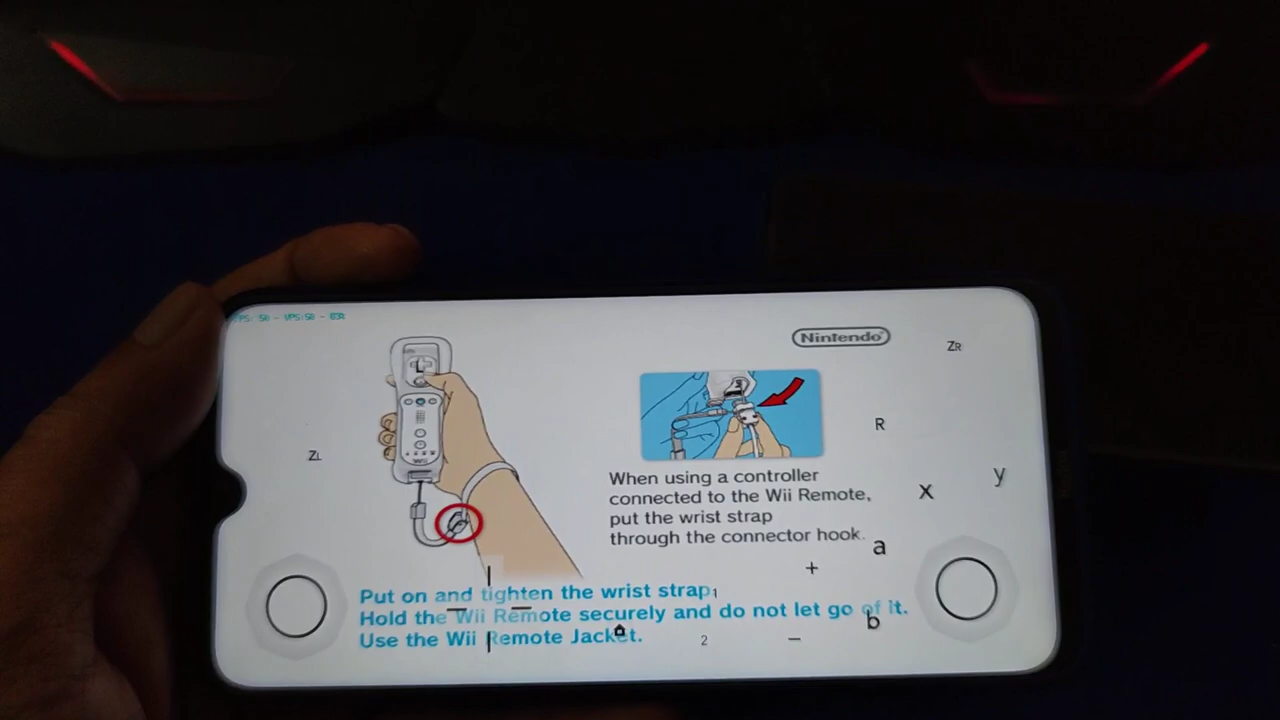 Nintendo
ZR
L
R
ZL
When using a controller
connected to the Wii Remote,
put the wrist strap
through the connector hook.
x
y
a
+
Put on and tighten the wrist strap,
1
Hold the Wii Remote securely and do not let go of it.
b
Use the Wii Remote Jacket.
2
−